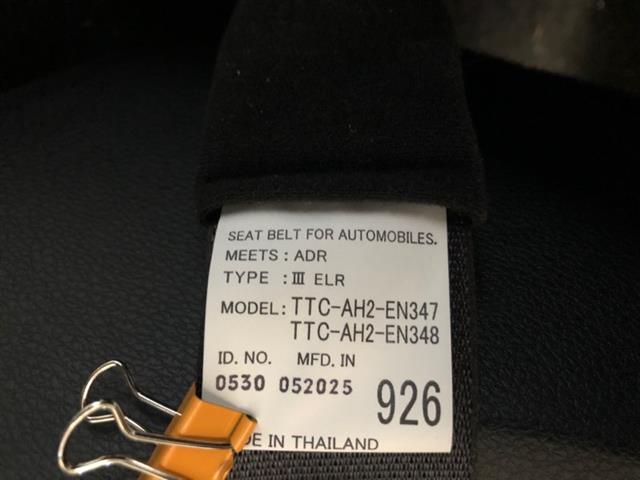 SEAT BELT FOR AUTOMOBILES.
MEETS : ADR
TYPE : III ELR
MODEL: TTC-AH2-EN347
TTC-AH2-EN348
ID. NO. MFD. IN
0530 052025 926
DE IN THAILAND